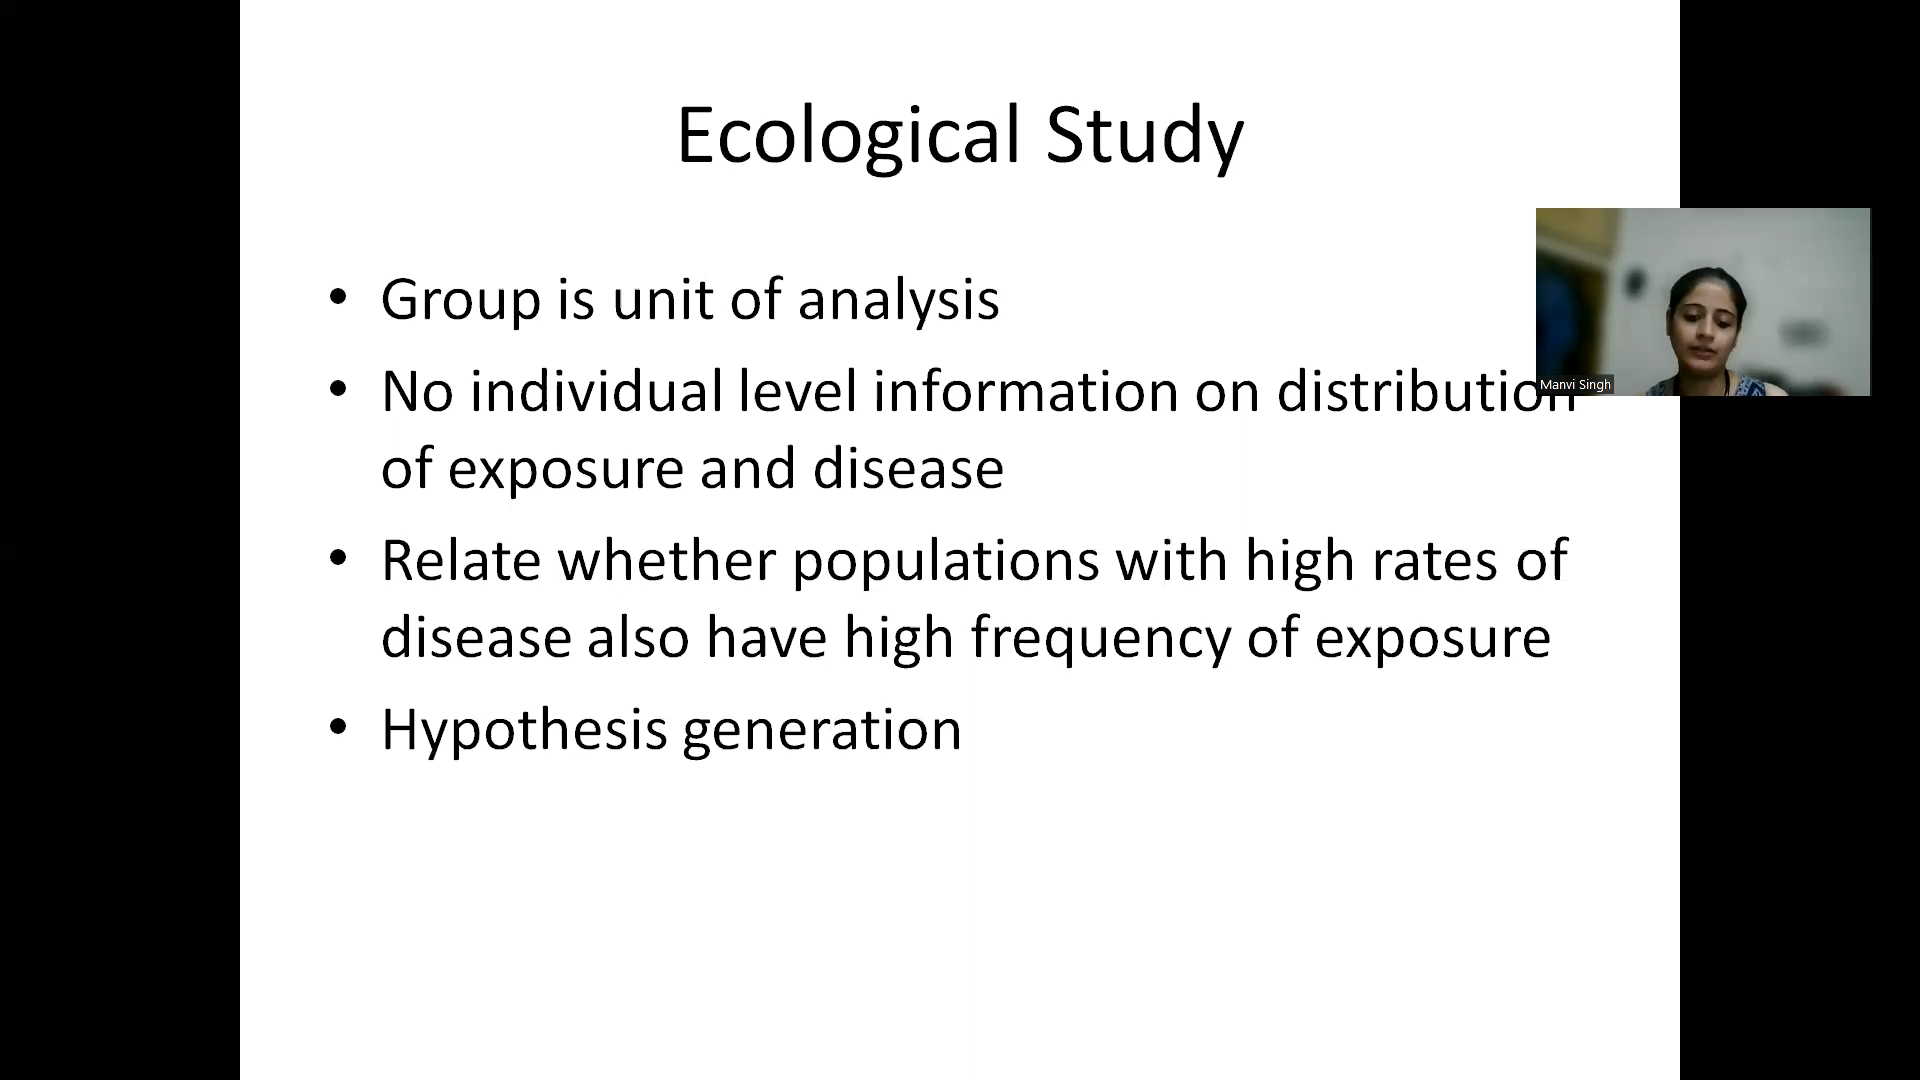 Ecological Study
• Group is unit of analysis
• No individual level information on distribution
of exposure and disease
• Relate whether populations with high rates of
disease also have high frequency of exposure
• Hypothesis generation
Manvi Singh